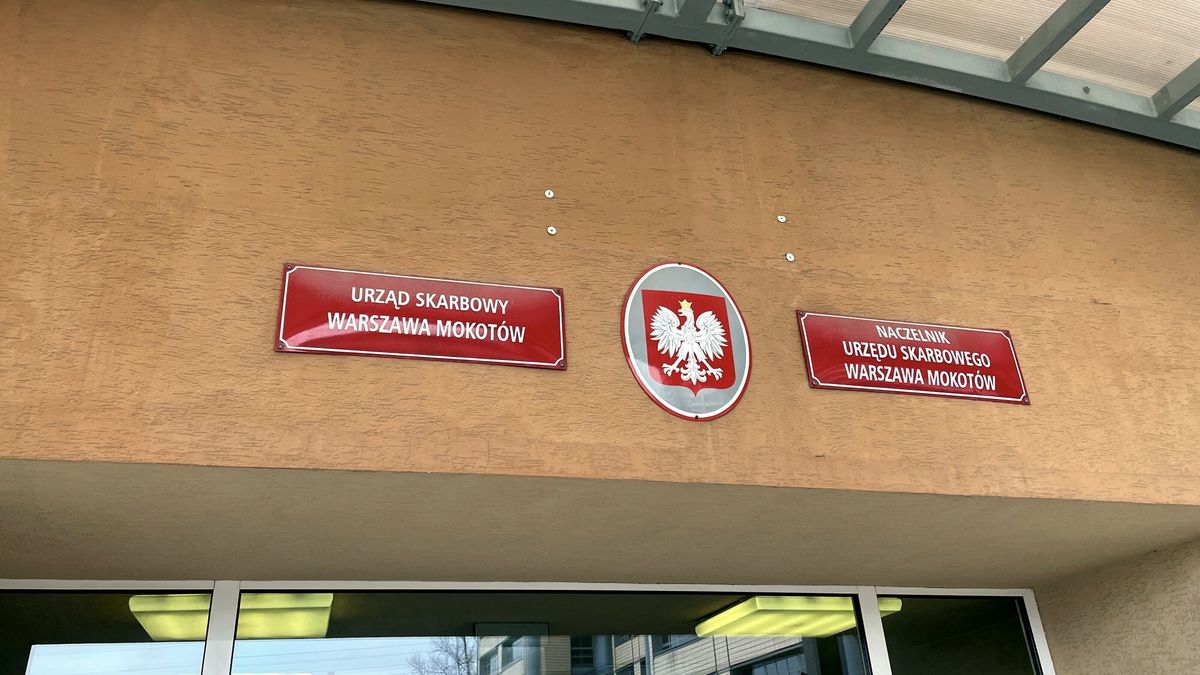 URZĄD SKARBOWY
WARSZAWA MOKOTÓW
NACZELNIK
URZĘDU SKARBOWEGO
WARSZAWA MOKOTÓW